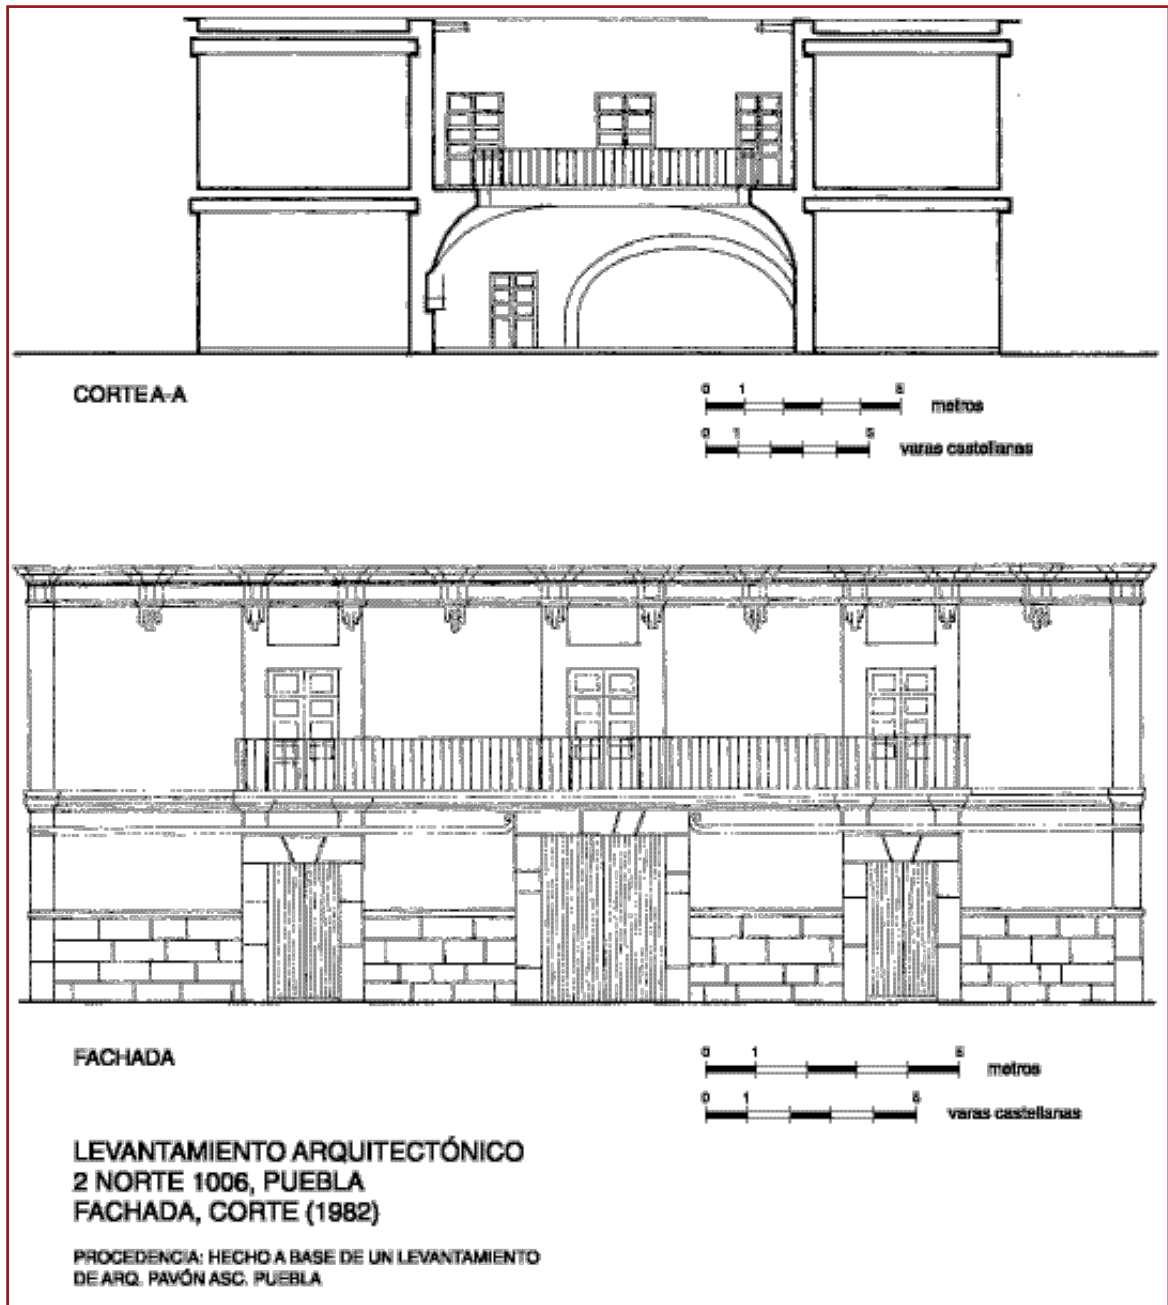 CORTE A-A
0 1 5 metros
0 1 5 varas castellanas
FACHADA
0 1 5 metros
0 1 5 varas castellanas
LEVANTAMIENTO ARQUITECTÓNICO
2 NORTE 1006, PUEBLA
FACHADA, CORTE (1982)
PROCEDENCIA: HECHO A BASE DE UN LEVANTAMIENTO
DE ARQ. PAVÓN ASC. PUEBLA